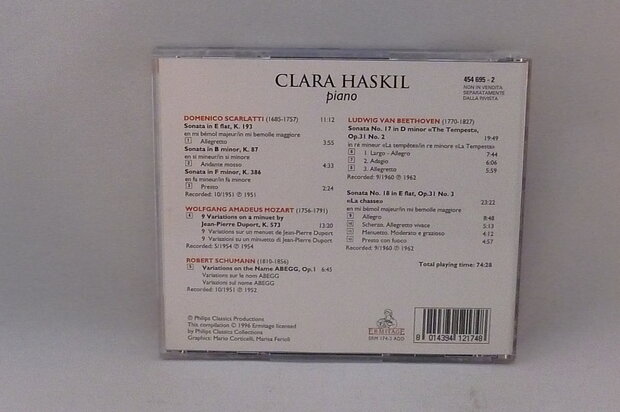 CLARA HASKIL
piano
454 695 - 2
NON IN VENDITA
SEPARATAMENTE
DALLA RIVISTA
DOMENICO SCARLATTI (1685-1757) 11:12
Sonata in E flat, K. 193
en mi bémol majeur/in mi bemolle maggiore
1 Allegretto 3:55
Sonata in B minor, K. 87
en si mineur/in si minore
2 Andante mosso 4:33
Sonata in F minor, K. 386
en fa mineur/in fa minore
3 Presto 2:24
Recorded: 10/1951 ℗ 1951
WOLFGANG AMADEUS MOZART (1756-1791)
4 9 Variations on a minuet by
Jean-Pierre Duport, K. 573 13:20
9 Variations sur un menuet de Jean-Pierre Duport
9 Variazioni su un minuetto di Jean-Pierre Duport
Recorded: 5/1954 ℗ 1954
ROBERT SCHUMANN (1810-1856)
5 Variations on the Name ABEGG, Op.1 6:45
Variations sur le nom ABEGG
Variazioni sul nome ABEGG
Recorded: 10/1951 ℗ 1952
LUDWIG VAN BEETHOVEN (1770-1827)
Sonata No. 17 in D minor «The Tempest»,
Op.31 No. 2 19:49
in ré mineur «La tempête»/in re minore «La Tempesta»
6 1. Largo - Allegro 7:44
7 2. Adagio 6:06
8 3. Allegretto 5:59
Recorded: 9/1960 ℗ 1962
Sonata No. 18 in E flat, Op.31 No. 3
«La chasse» 23:22
en mi bémol majeur/in mi bemolle maggiore
9 Allegro 8:48
10 Scherzo. Allegretto vivace 5:13
11 Menuetto. Moderato e grazioso 4:12
12 Presto con fuoco 4:57
Recorded: 9/1960 ℗ 1962
Total playing time: 74:28
© Philips Classics Productions
This compilation © 1996 Ermitage licensed
by Philips Classics Collections
Graphics: Mario Corticelli, Marisa Ferioli
ERMITAGE
SRM 174-2 ADD
8 014394 121748